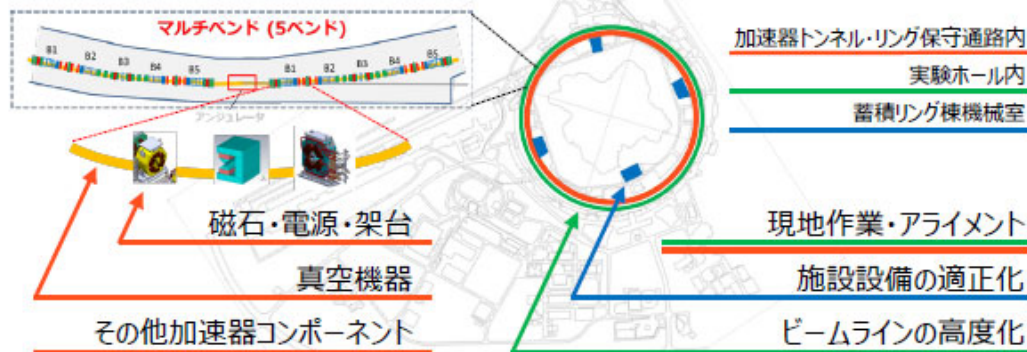 マルチベンド (5ベンド)
B1 B2 B3 B4 B5 B1 B2 B3 B4 B5
アンジュレータ
加速器トンネル・リング保守通路内
実験ホール内
蓄積リング棟機械室
磁石・電源・架台
真空機器
その他加速器コンポーネント
現地作業・アライメント
施設設備の適正化
ビームラインの高度化